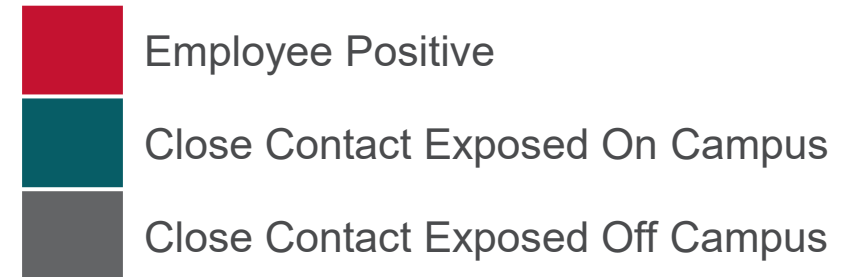 Employee Positive
Close Contact Exposed On Campus
Close Contact Exposed Off Campus